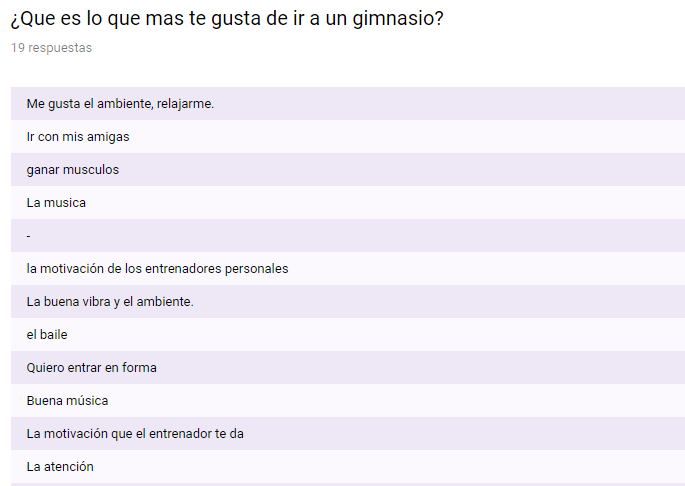 ¿Que es lo que mas te gusta de ir a un gimnasio?
19 respuestas
Me gusta el ambiente, relajarme.
Ir con mis amigas
ganar musculos
La musica
-
la motivación de los entrenadores personales
La buena vibra y el ambiente.
el baile
Quiero entrar en forma
Buena música
La motivación que el entrenador te da
La atención